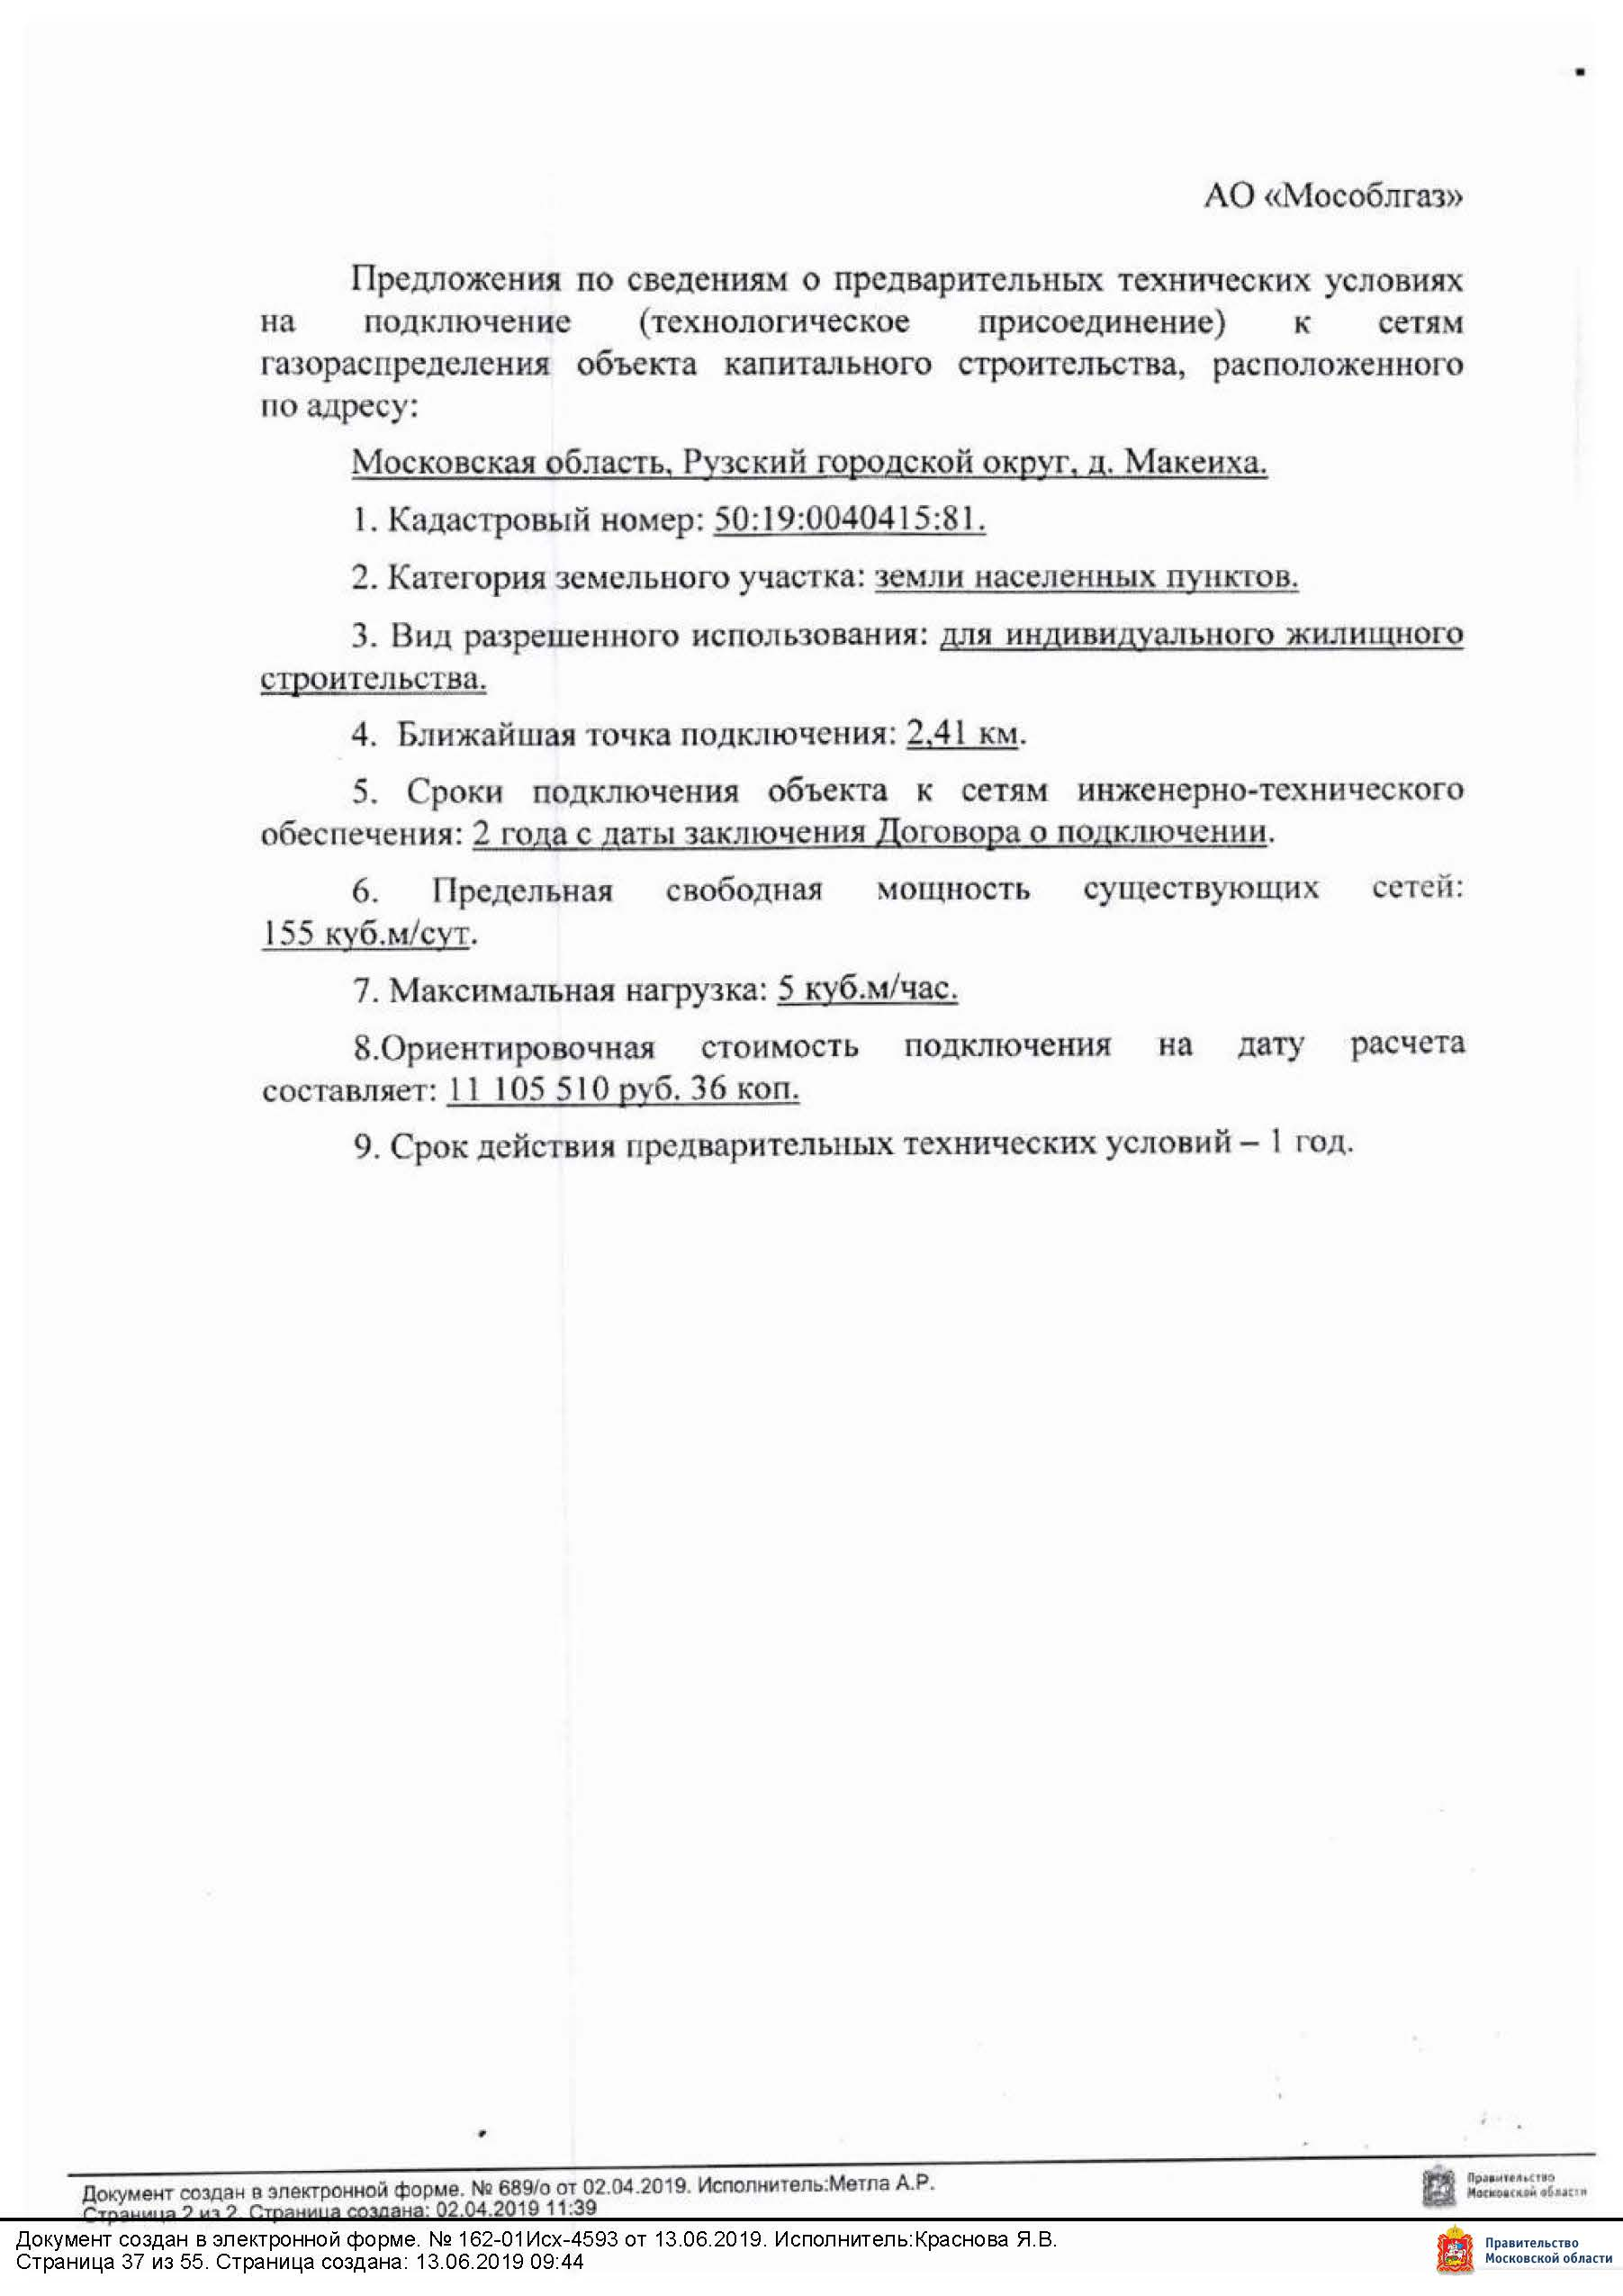 АО «Мособлгаз»
Предложения по сведениям о предварительных технических условиях
на подключение (технологическое присоединение) к сетям
газораспределения объекта капитального строительства, расположенного
по адресу:
Московская область, Рузский городской округ, д. Макеиха.
1. Кадастровый номер: 50:19:0040415:81.
2. Категория земельного участка: земли населенных пунктов.
3. Вид разрешенного использования: для индивидуального жилищного
строительства.
4. Ближайшая точка подключения: 2,41 км.
5. Сроки подключения объекта к сетям инженерно-технического
обеспечения: 2 года с даты заключения Договора о подключении.
6. Предельная свободная мощность существующих сетей:
155 куб.м/сут.
7. Максимальная нагрузка: 5 куб.м/час.
8.Ориентировочная стоимость подключения на дату расчета
составляет: 11 105 510 руб. 36 коп.
9. Срок действия предварительных технических условий – 1 год.
Документ создан в электронной форме. № 689/о от 02.04.2019. Исполнитель:Метла А.Р.
Страница 2 из 2. Страница создана: 02.04.2019 11:39
Правительство
Московской области
Документ создан в электронной форме. № 162-01Исх-4593 от 13.06.2019. Исполнитель:Краснова Я.В.
Страница 37 из 55. Страница создана: 13.06.2019 09:44
Правительство
Московской области